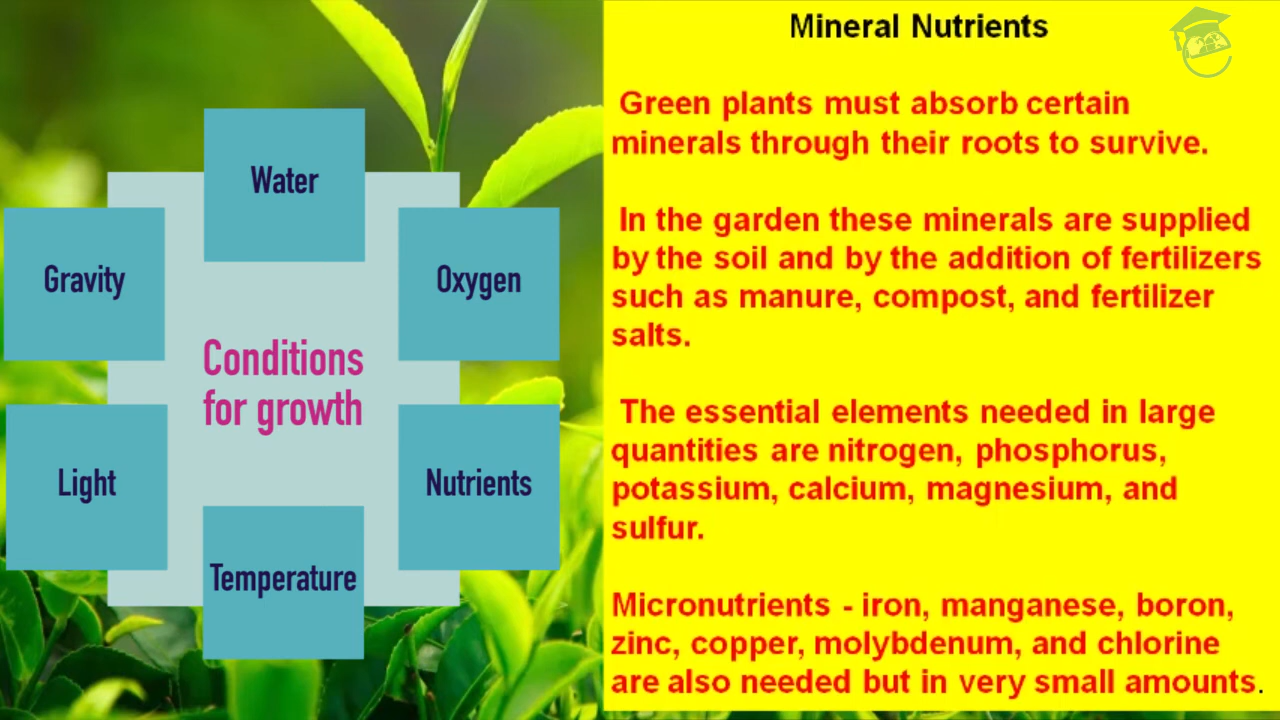 Water
Gravity
Oxygen
Conditions
for growth
Light
Nutrients
Temperature
Mineral Nutrients
Green plants must absorb certain
minerals through their roots to survive.
In the garden these minerals are supplied
by the soil and by the addition of fertilizers
such as manure, compost, and fertilizer
salts.
The essential elements needed in large
quantities are nitrogen, phosphorus,
potassium, calcium, magnesium, and
sulfur.
Micronutrients - iron, manganese, boron,
zinc, copper, molybdenum, and chlorine
are also needed but in very small amounts.